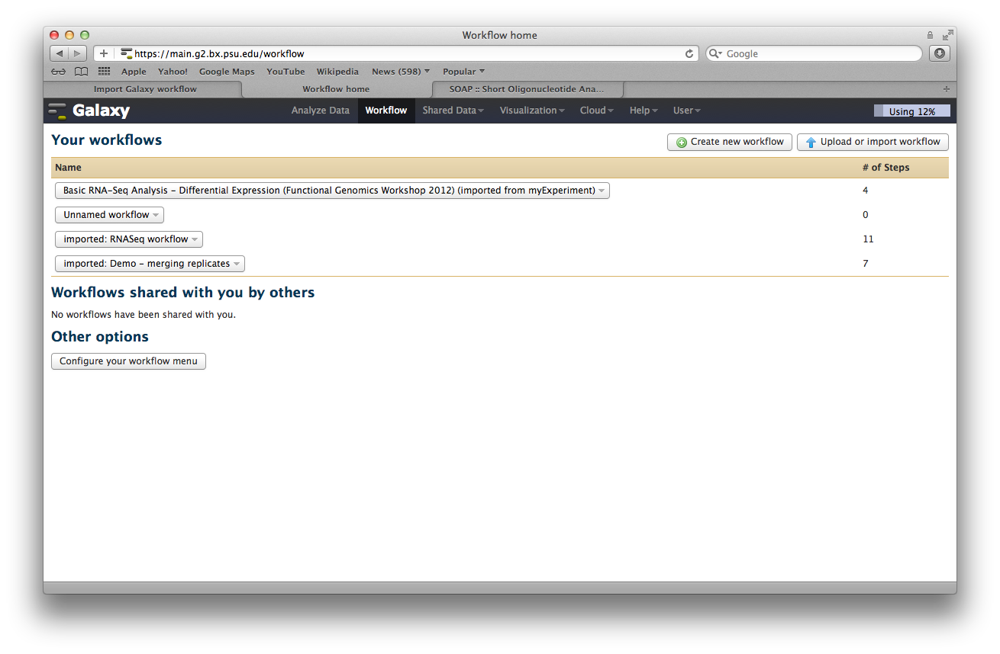 Workflow home
https://main.g2.bx.psu.edu/workflow
Google
Apple Yahoo! Google Maps YouTube Wikipedia News (598) Popular
Import Galaxy workflow Workflow home SOAP :: Short Oligonucleotide Ana...
Galaxy Analyze Data Workflow Shared Data Visualization Cloud Help User Using 12%
Your workflows
Create new workflow Upload or import workflow
Name # of Steps
Basic RNA-Seq Analysis - Differential Expression (Functional Genomics Workshop 2012) (imported from myExperiment) 4
Unnamed workflow 0
imported: RNASeq workflow 11
imported: Demo - merging replicates 7
Workflows shared with you by others
No workflows have been shared with you.
Other options
Configure your workflow menu